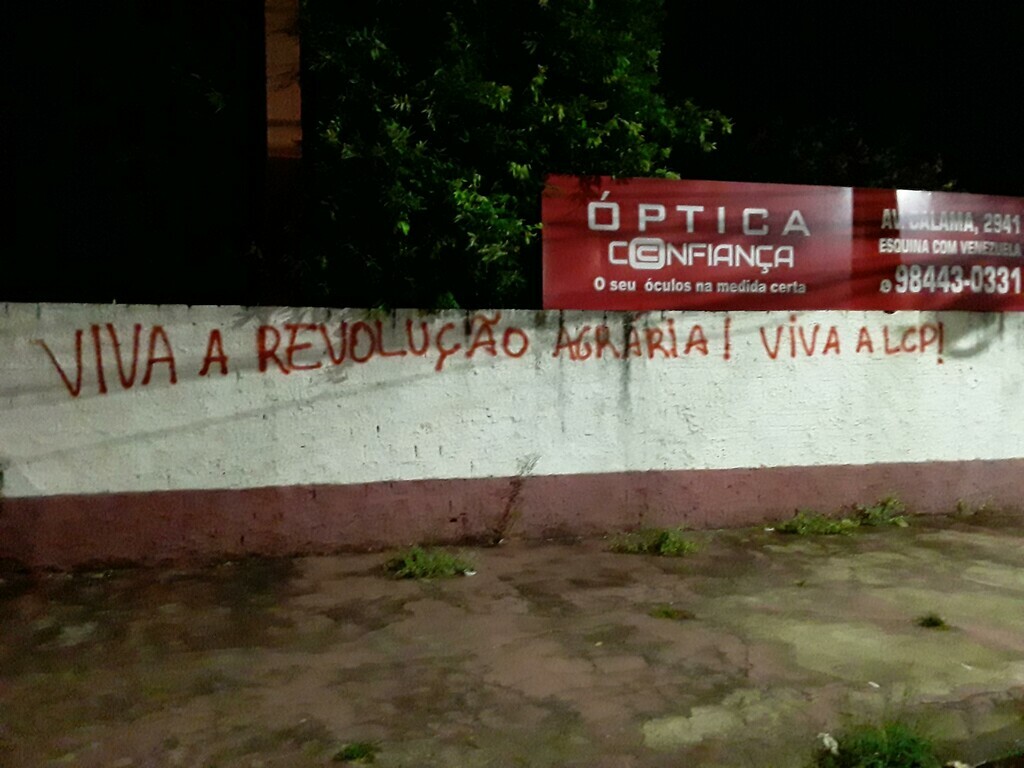 ÓPTICA
CONFIANÇA
O seu óculos na medida certa
AV. CALAMA, 2941
ESQUINA COM VENEZUELA
98443-0331
VIVA A REVOLUÇÃO AGRARIA! VIVA A LCP!